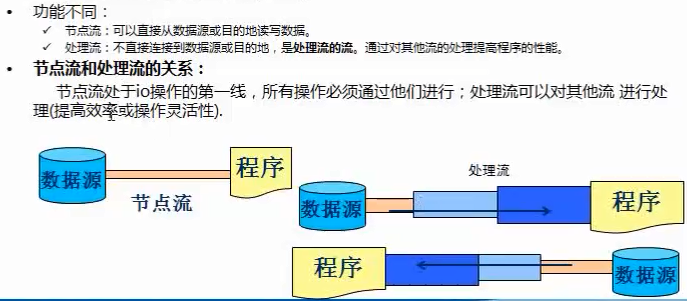 • 功能不同：
✓ 节点流：可以直接从数据源或目的地读写数据。
✓ 处理流：不直接连接到数据源或目的地，是处理流的流。通过对其他流的处理提高程序的性能。
• 节点流和处理流的关系：
节点流处于io操作的第一线，所有操作必须通过他们进行；处理流可以对其他流 进行处
理(提高效率或操作灵活性).
数据源
程序
节点流
处理流
数据源
程序
程序
数据源